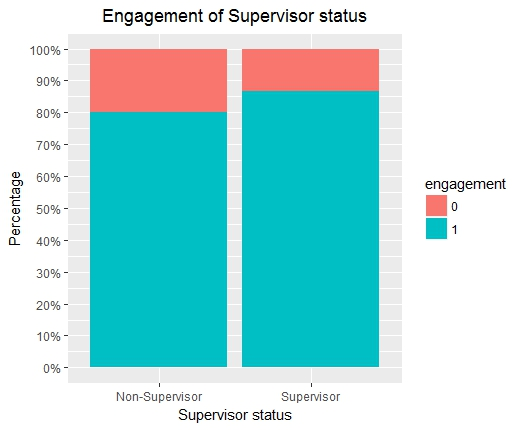 Engagement of Supervisor status
100%
90%
80%
70%
60%
50%
40%
30%
20%
10%
0%
Percentage
Non-Supervisor
Supervisor
Supervisor status
engagement
0
1